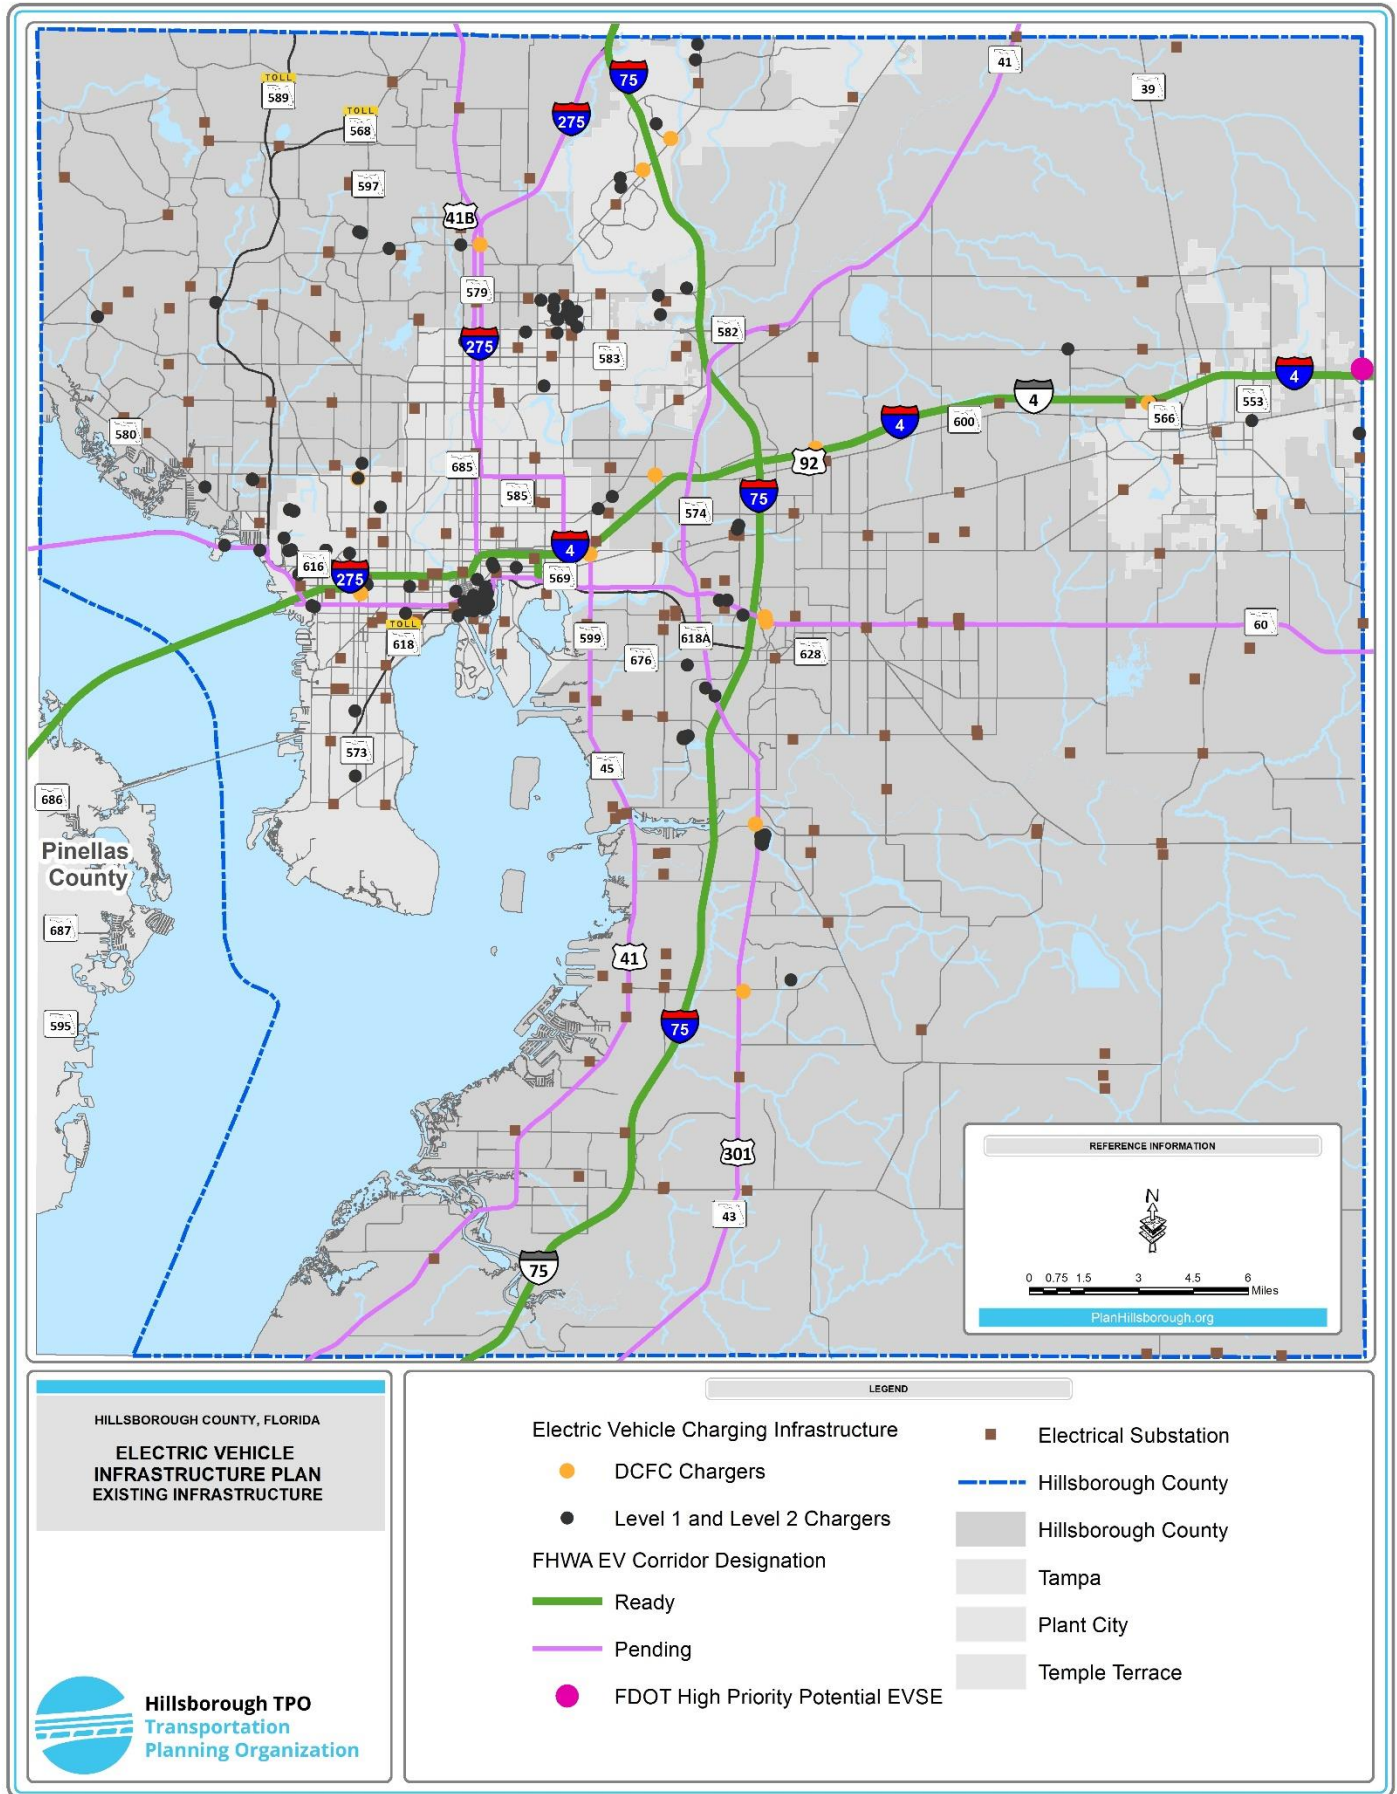 TOLL
589
TOLL
568
75
275
41
39
597
41B
579
275
582
583
4
4
553
566
600
4
580
92
685
585
75
574
4
616
275
569
TOLL
618
599
618A
60
676
628
573
45
686
Pinellas
County
687
41
595
75
301
43
75
REFERENCE INFORMATION
N
0 0.75 1.5 3 4.5 6
Miles
PlanHillsborough.org
HILLSBOROUGH COUNTY, FLORIDA
ELECTRIC VEHICLE
INFRASTRUCTURE PLAN
EXISTING INFRASTRUCTURE
Hillsborough TPO
Transportation
Planning Organization
LEGEND
Electric Vehicle Charging Infrastructure
DCFC Chargers
Level 1 and Level 2 Chargers
FHWA EV Corridor Designation
Ready
Pending
FDOT High Priority Potential EVSE
Electrical Substation
Hillsborough County
Hillsborough County
Tampa
Plant City
Temple Terrace